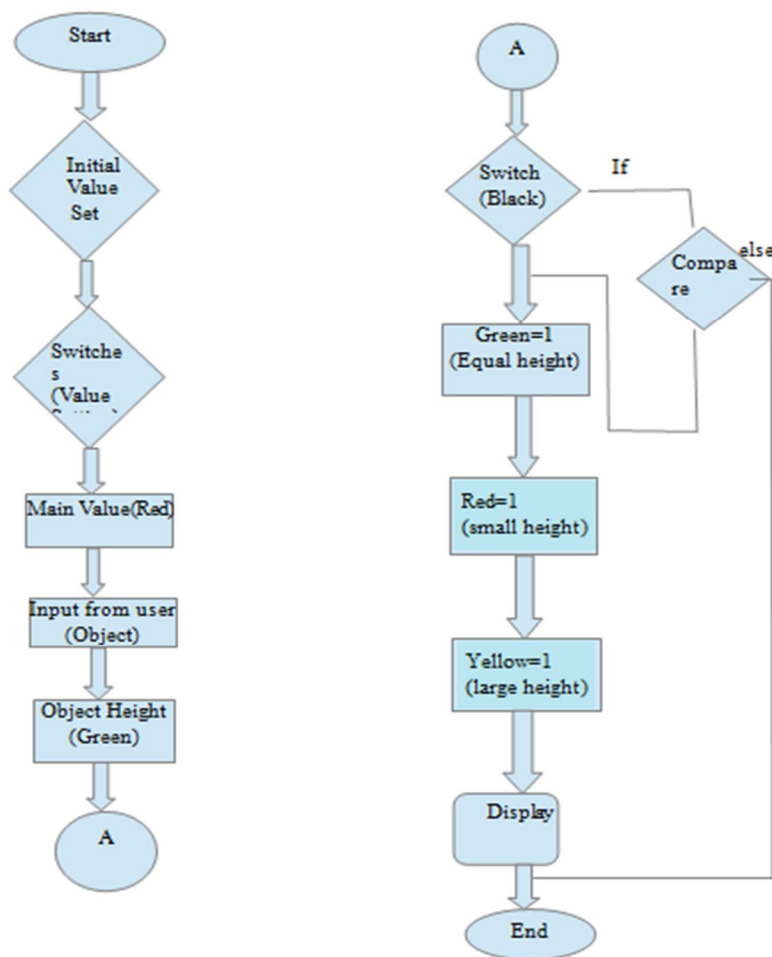 Start
Initial
Value
Set
Switche
s
(Value
Main Value(Red)
Input from user
(Object)
Object Height
(Green)
A
A
Switch
(Black)
If
Compa
re
else
Green=1
(Equal height)
Red=1
(small height)
Yellow=1
(large height)
Display
End